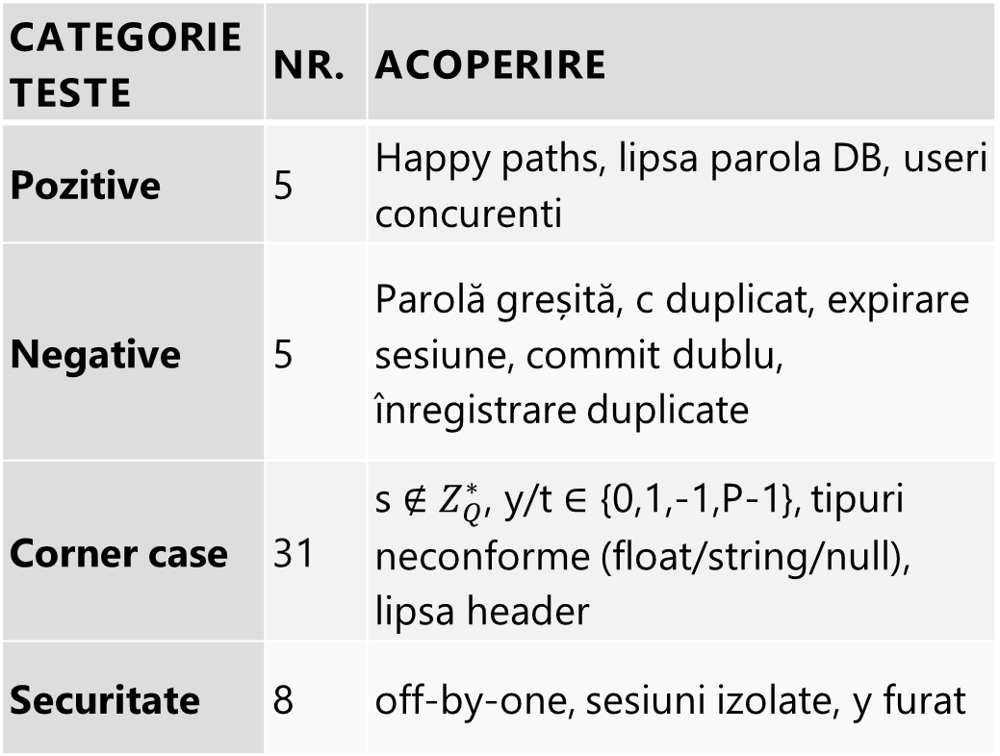 CATEGORIE
TESTE
NR.
ACOPERIRE
Pozitive
5
Happy paths, lipsa parola DB, useri
concurenti
Negative
5
Parolă greșită, c duplicat, expirare
sesiune, commit dublu,
înregistrare duplicate
Corner case
31
s ∉ Z_Q^*, y/t ∈ {0,1,-1,P-1}, tipuri
neconforme (float/string/null),
lipsa header
Securitate
8
off-by-one, sesiuni izolate, y furat